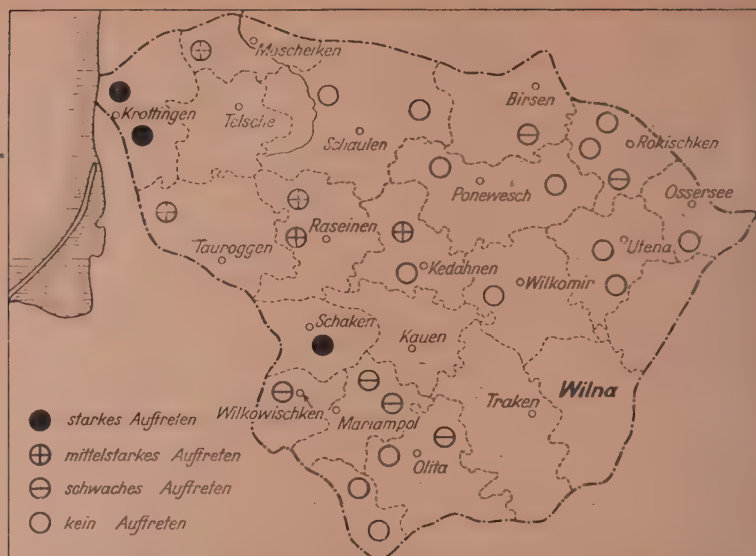 Moscheiken
Krottingen
Telsche
Schaulen
Birsen
Rokischken
Ponewesch
Ossersee
Raseinen
Tauroggen
Kedahnen
Utena
Wilkomir
Schaken
Kauen
Wilna
Wilkowischken
Mariampol
Traken
Olita
starkes Auftreten
mittelstarkes Auftreten
schwaches Auftreten
kein Auftreten